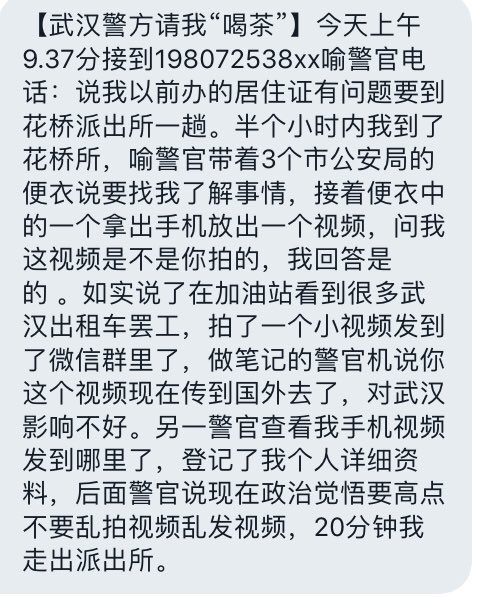 【武汉警方请我“喝茶”】今天上午
9.37分接到198072538xx喻警官电
话：说我以前办的居住证有问题要到
花桥派出所一趟。半个小时内我到了
花桥所，喻警官带着3个市公安局的
便衣说要找我了解事情，接着便衣中
的一个拿出手机放出一个视频，问我
这视频是不是你拍的，我回答是
的 。如实说了在加油站看到很多武
汉出租车罢工，拍了一个小视频发到
了微信群里了，做笔记的警官机说你
这个视频现在传到国外去了，对武汉
影响不好。另一警官查看我手机视频
发到哪里了，登记了我个人详细资
料，后面警官说现在政治觉悟要高点
不要乱拍视频乱发视频，20分钟我
走出派出所。